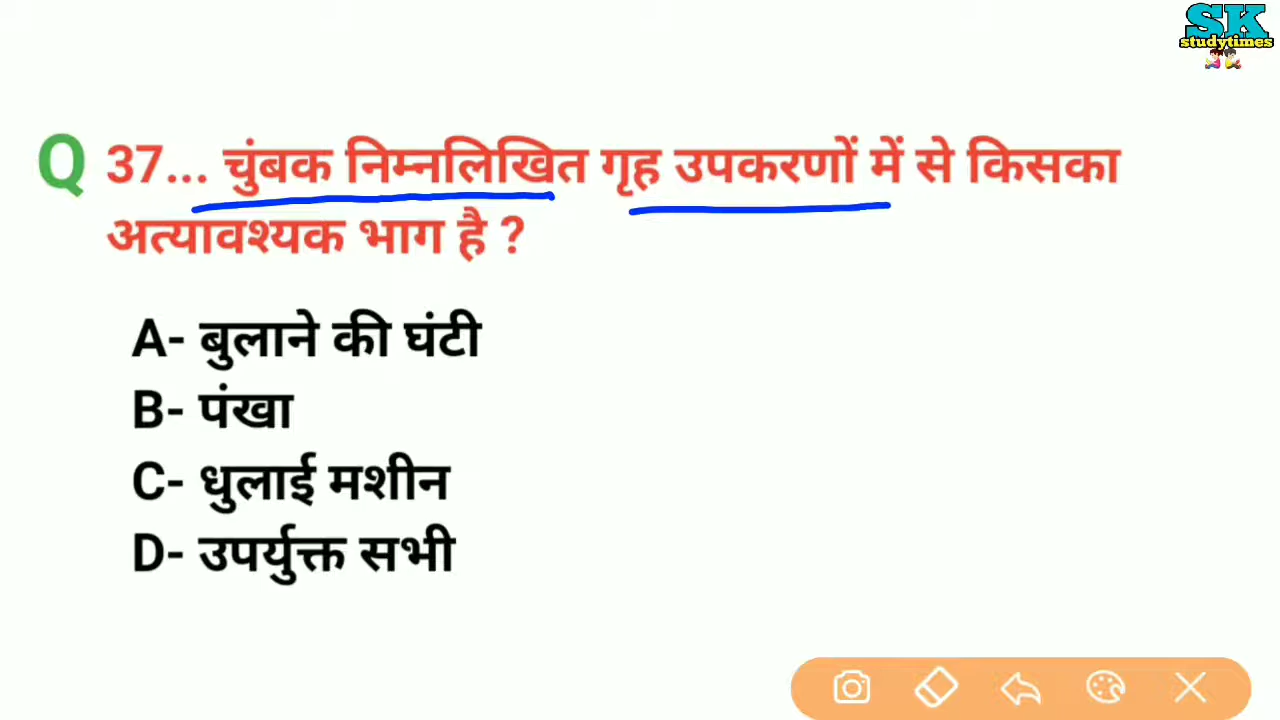 SK
studytimes
Q 37... चुंबक निम्नलिखित गृह उपकरणों में से किसका
अत्यावश्यक भाग है ?
A- बुलाने की घंटी
B- पंखा
C- धुलाई मशीन
D- उपर्युक्त सभी